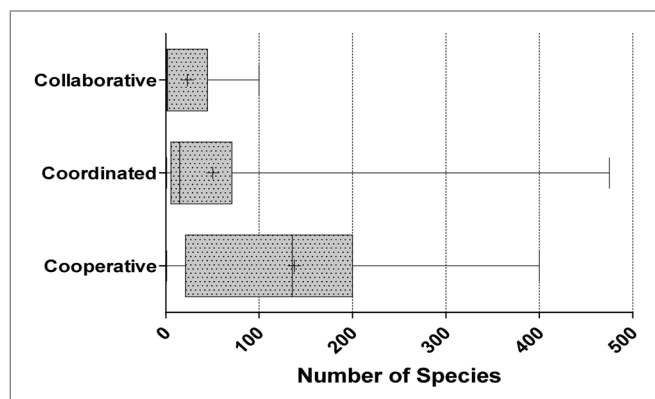 Collaborative
Coordinated
Cooperative
0 100 200 300 400 500
Number of Species